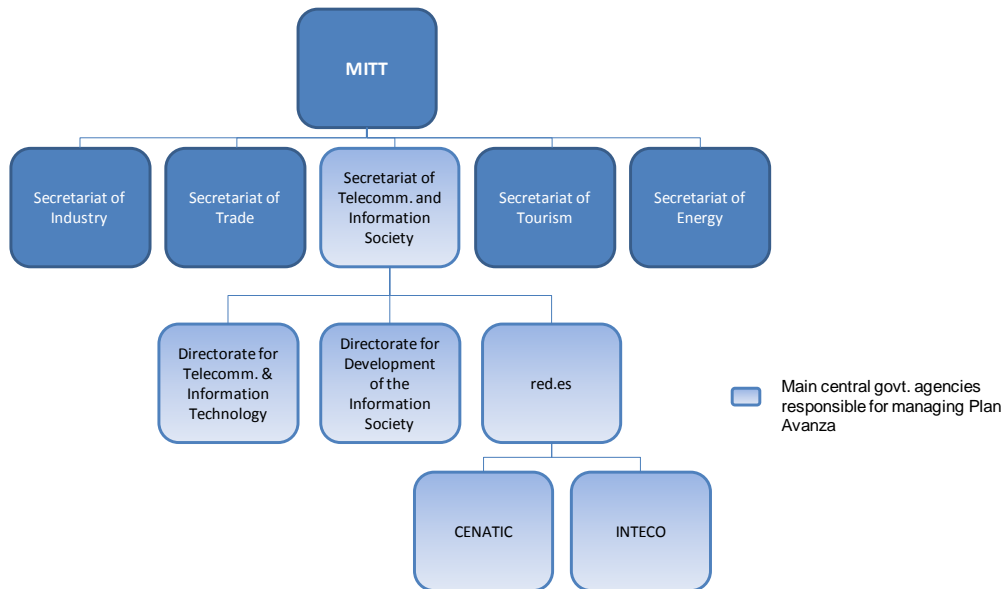 MITT
Secretariat of
Industry
Secretariat of
Trade
Secretariat of
Telecomm. and
Information
Society
Secretariat of
Tourism
Secretariat of
Energy
Directorate for
Telecomm. &
Information
Technology
Directorate for
Development
of the
Information
Society
red.es
Main central govt. agencies
responsible for managing Plan
Avanza
CENATIC
INTECO